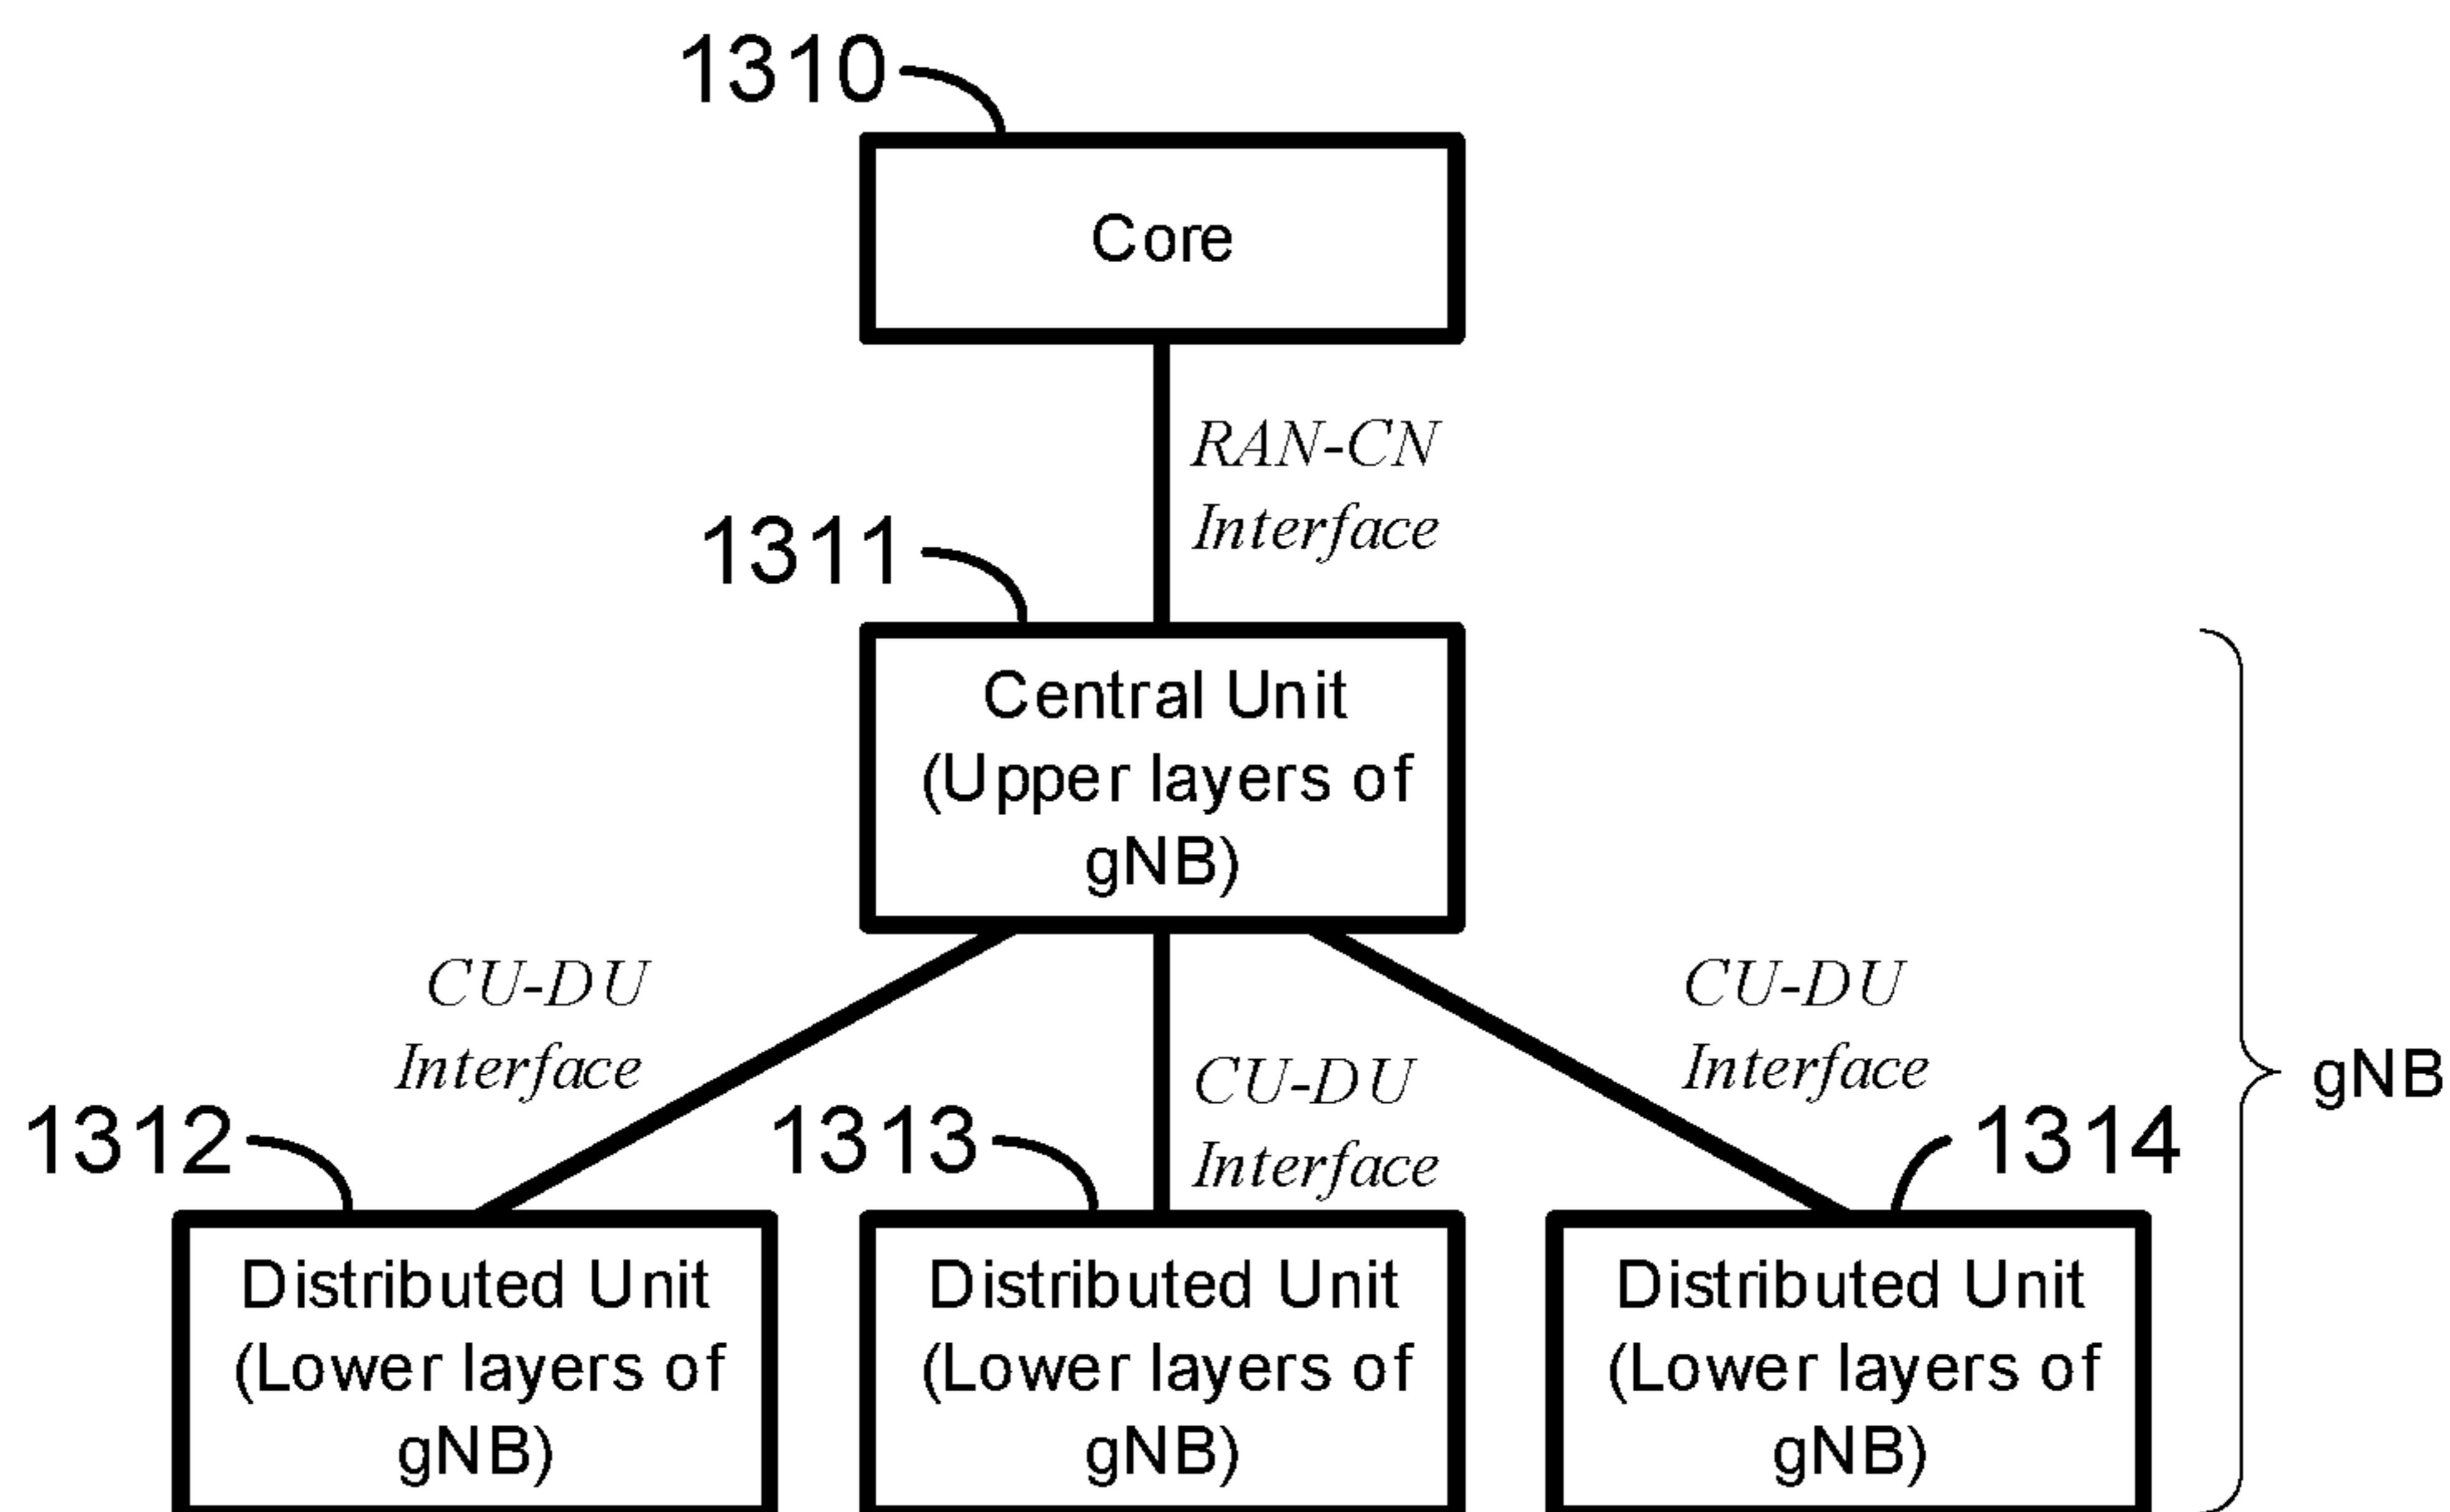 1310
Core
RAN-CN
Interface
1311
Central Unit
(Upper layers of
gNB)
CU-DU
Interface
CU-DU
Interface
CU-DU
Interface
gNB
1312
1313
1314
Distributed Unit
(Lower layers of
gNB)
Distributed Unit
(Lower layers of
gNB)
Distributed Unit
(Lower layers of
gNB)